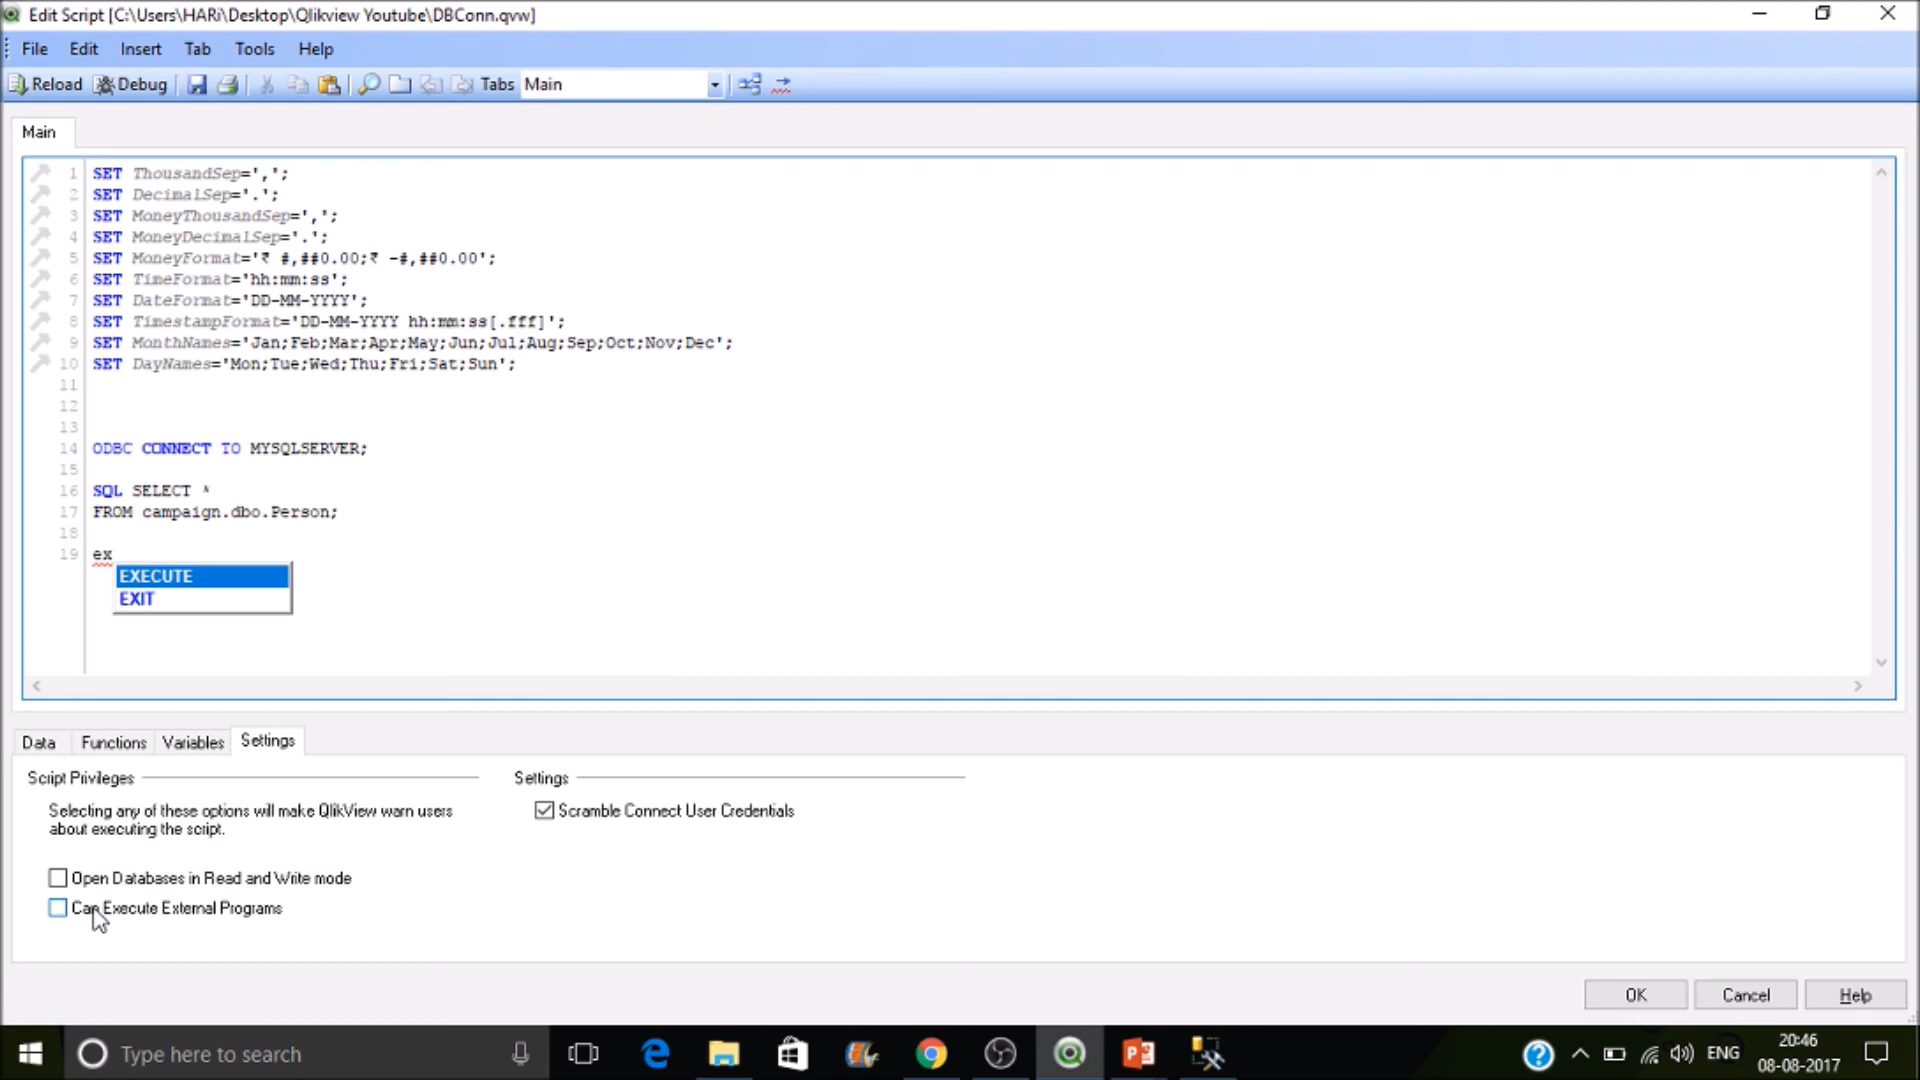 Edit Script [C:\Users\HARi\Desktop\Qlikview Youtube\DBConn.qvw]
File Edit Insert Tab Tools Help
Reload Debug Tabs Main
Main
1 SET ThousandSep=',';
2 SET DecimalSep='.';
3 SET MoneyThousandSep=',';
4 SET MoneyDecimalSep='.';
5 SET MoneyFormat='₹ #,##0.00;₹ -#,##0.00';
6 SET TimeFormat='hh:mm:ss';
7 SET DateFormat='DD-MM-YYYY';
8 SET TimestampFormat='DD-MM-YYYY hh:mm:ss[.fff]';
9 SET MonthNames='Jan;Feb;Mar;Apr;May;Jun;Jul;Aug;Sep;Oct;Nov;Dec';
10 SET DayNames='Mon;Tue;Wed;Thu;Fri;Sat;Sun';
11
12
13
14 ODBC CONNECT TO MYSQLSERVER;
15
16 SQL SELECT *
17 FROM campaign.dbo.Person;
18
19 ex
EXECUTE
EXIT
Data Functions Variables Settings
Script Privileges Settings
Selecting any of these options will make QlikView warn users Scramble Connect User Credentials
about executing the script.
Open Databases in Read and Write mode
Can Execute External Programs
OK Cancel Help
Type here to search ENG 20:46
08-08-2017